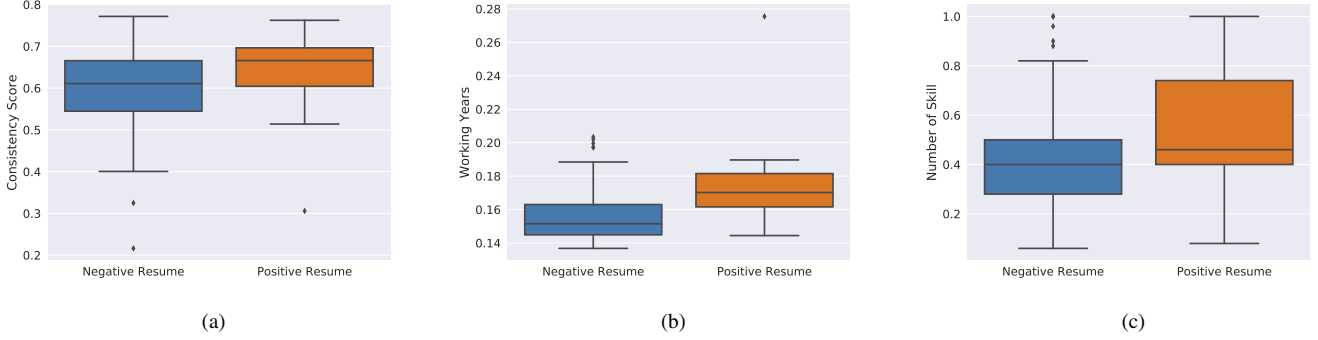 Consistency Score
0.8
0.7
0.6
0.5
0.4
0.3
0.2
Negative Resume
Positive Resume
(a)
Working Years
0.28
0.26
0.24
0.22
0.20
0.18
0.16
0.14
Negative Resume
Positive Resume
(b)
Number of Skill
1.0
0.8
0.6
0.4
0.2
Negative Resume
Positive Resume
(c)